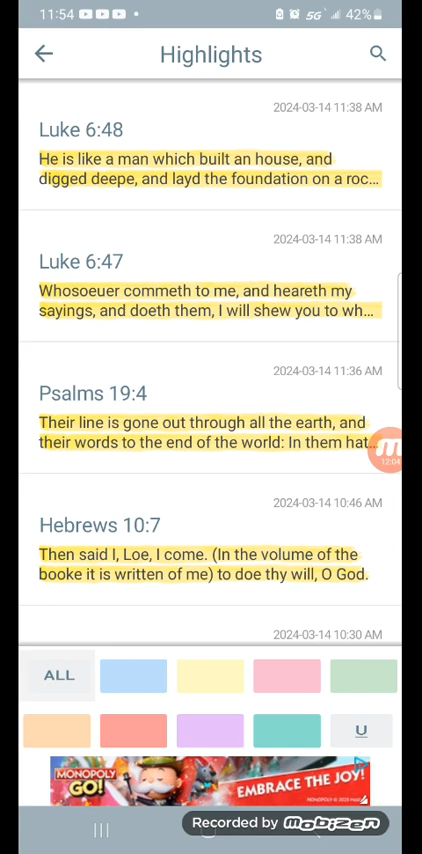 11:54
5G 42%
Highlights
2024-03-14 11:38 AM
Luke 6:48
He is like a man which built an house, and
digged deepe, and layd the foundation on a roc...
2024-03-14 11:38 AM
Luke 6:47
Whosoeuer commeth to me, and heareth my
sayings, and doeth them, I will shew you to wh...
2024-03-14 11:36 AM
Psalms 19:4
Their line is gone out through all the earth, and
their words to the end of the world: In them hat...
12:04
2024-03-14 10:46 AM
Hebrews 10:7
Then said I, Loe, I come. (In the volume of the
booke it is written of me) to doe thy will, O God.
2024-03-14 10:30 AM
ALL
U
MONOPOLY
GO!
EMBRACE THE JOY!
Recorded by mobizen